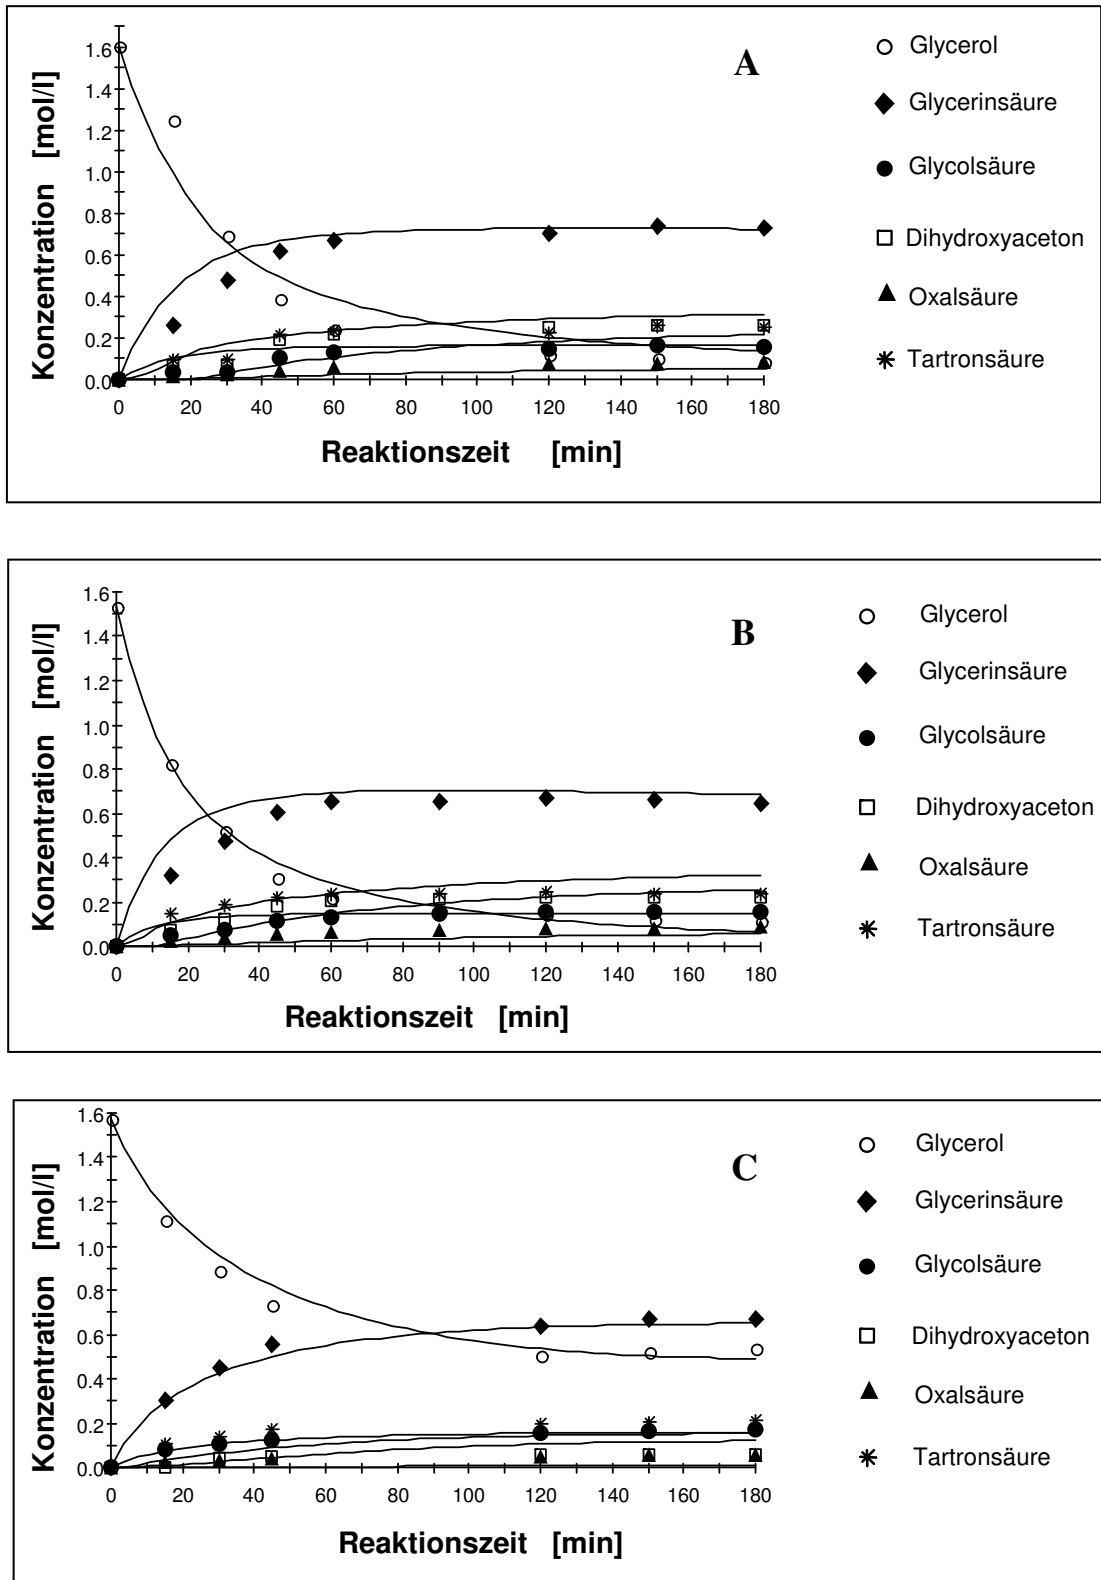 A
Konzentration [mol/l]
1.6
1.4
1.2
1.0
0.8
0.6
0.4
0.2
0.0
0 20 40 60 80 100 120 140 160 180
Reaktionszeit [min]
Glycerol
Glycerinsäure
Glycolsäure
Dihydroxyaceton
Oxalsäure
Tartronsäure
B
Konzentration [mol/l]
1.6
1.4
1.2
1.0
0.8
0.6
0.4
0.2
0.0
0 20 40 60 80 100 120 140 160 180
Reaktionszeit [min]
Glycerol
Glycerinsäure
Glycolsäure
Dihydroxyaceton
Oxalsäure
Tartronsäure
C
Konzentration [mol/l]
1.6
1.4
1.2
1.0
0.8
0.6
0.4
0.2
0.0
0 20 40 60 80 100 120 140 160 180
Reaktionszeit [min]
Glycerol
Glycerinsäure
Glycolsäure
Dihydroxyaceton
Oxalsäure
Tartronsäure